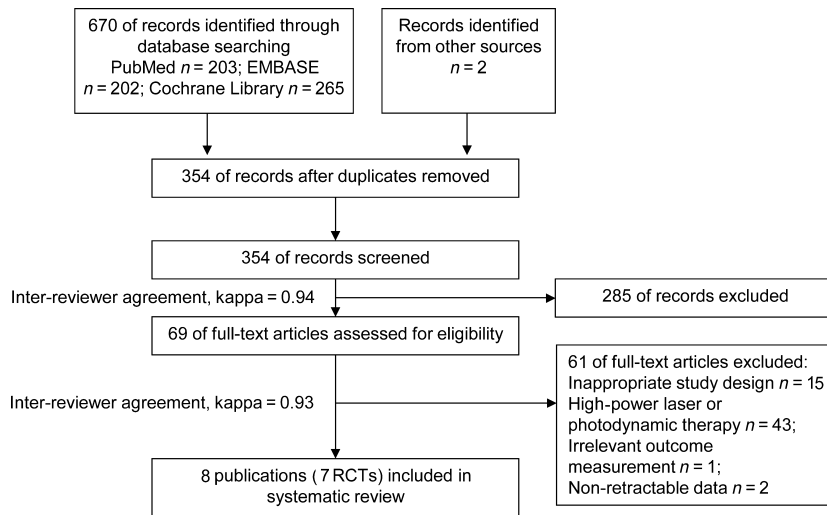 670 of records identified through
database searching
PubMed n = 203; EMBASE
n = 202; Cochrane Library n = 265
Records identified
from other sources
n = 2
354 of records after duplicates removed
354 of records screened
Inter-reviewer agreement, kappa = 0.94
285 of records excluded
69 of full-text articles assessed for eligibility
Inter-reviewer agreement, kappa = 0.93
61 of full-text articles excluded:
Inappropriate study design n = 15
High-power laser or
photodynamic therapy n = 43;
Irrelevant outcome
measurement n = 1;
Non-retractable data n = 2
8 publications (7 RCTs) included in
systematic review